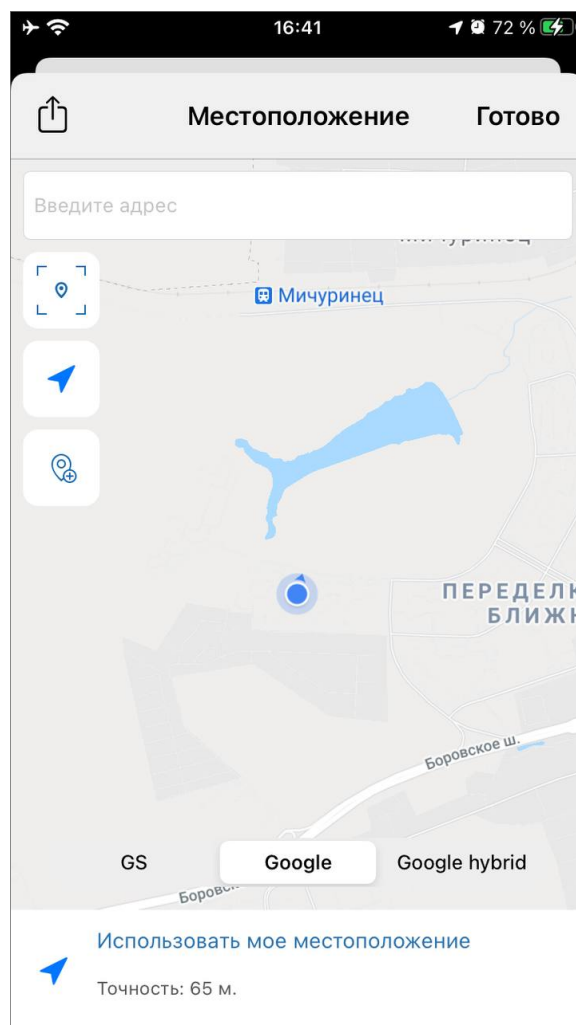 16:41
72 %
Местоположение
Готово
Введите адрес
Мичуринец
Мичуринец
ПЕРЕДЕЛК
БЛИЖН
Боровское ш.
GS
Google
Google hybrid
Использовать мое местоположение
Точность: 65 м.